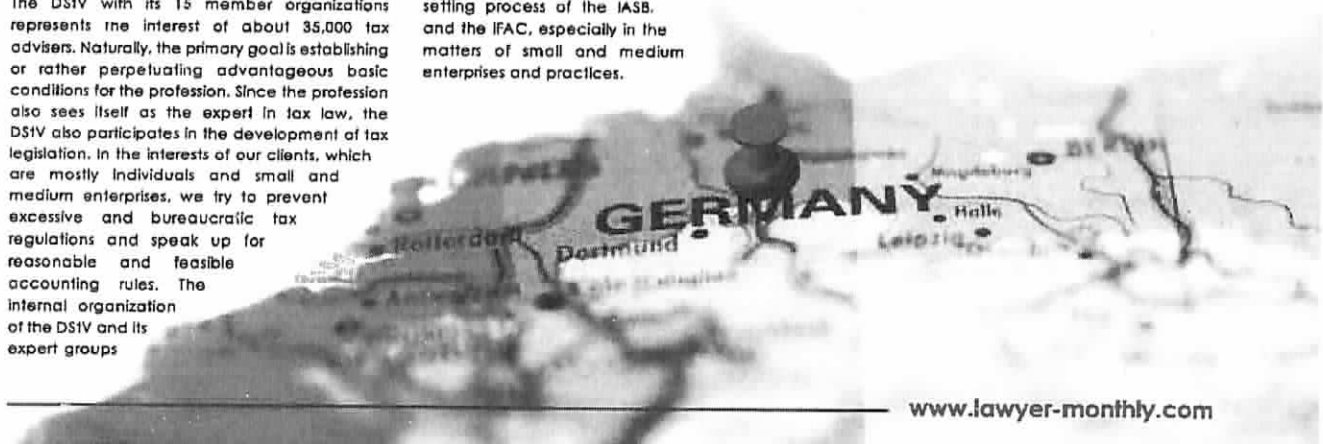 The DStV with its 15 member organizations
represents the interest of about 35,000 tax
advisers. Naturally, the primary goal is establishing
or rather perpetuating advantageous basic
conditions for the profession. Since the profession
also sees itself as the expert in tax law, the
DStV also participates in the development of tax
legislation. In the interests of our clients, which
are mostly individuals and small and
medium enterprises, we try to prevent
excessive and bureaucratic tax
regulations and speak up for
reasonable and feasible
accounting rules. The
internal organization
of the DStV and its
expert groups
setting process of the IASB.
and the IFAC, especially in the
matters of small and medium
enterprises and practices.
BERLIN
Magdeburg
GERMANY
Halle
Rotterdam
Dortmund
Leipzig
www.lawyer-monthly.com